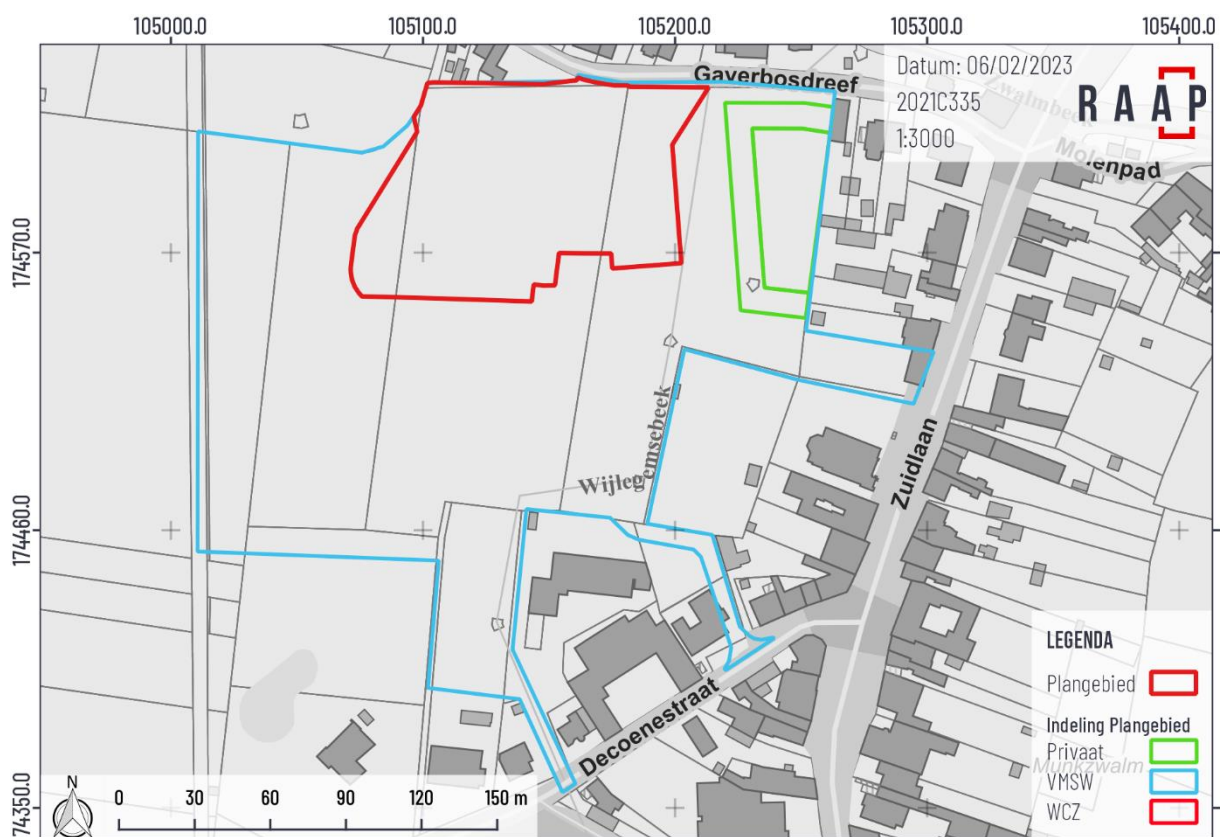 105000.0 105100.0 105200.0 105300.0 105400.0
Gaverbosdreef
Datum: 06/02/2023
2021C335
1:3000
RAAP
Zwalmbeek
Molenpad
174570.0
Wijlegemsebeek
Zuidlaan
174460.0
Decoenestraat
LEGENDA
Plangebied
Indeling Plangebied
Privaat
VMSW
Munkzwalm
WCZ
N
0 30 60 90 120 150 m
74350.0